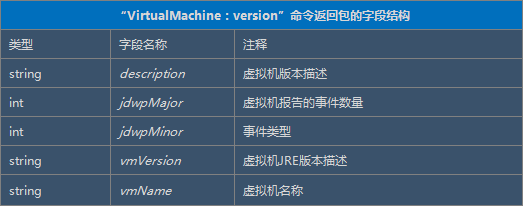 “VirtualMachine：version”命令返回包的字段结构
类型 字段名称 注释
string description 虚拟机版本描述
int jdwpMajor 虚拟机报告的事件数量
int jdwpMinor 事件类型
string vmVersion 虚拟机JRE版本描述
string vmName 虚拟机名称